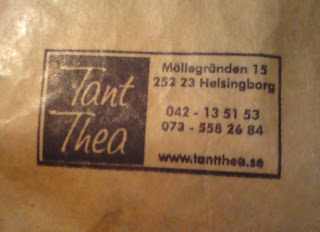 Tant
Thea
Möllegränden 15
252 23 Helsingborg
042 - 13 51 53
073 - 558 26 84
www.tantthea.se